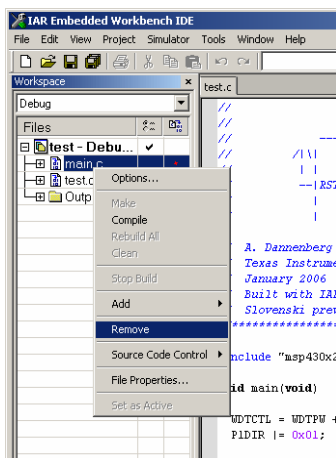 IAR Embedded Workbench IDE
File Edit View Project Simulator Tools Window Help
Workspace
test.c
Debug
Files
test - Debu...
main.c
test.c
Outp
Options...
Make
Compile
Rebuild All
Clean
Stop Build
Add
Remove
Source Code Control
File Properties...
Set as Active
//
//
//
// /|\|
// | |
// --|RST
// |
// |
A. Dannenberg
Texas Instrume
January 2006
Built with IAR
Slovenski prev
**************
nclude "msp430x2
id main(void)
WDTCTL = WDTPW +
P1DIR |= 0x01;